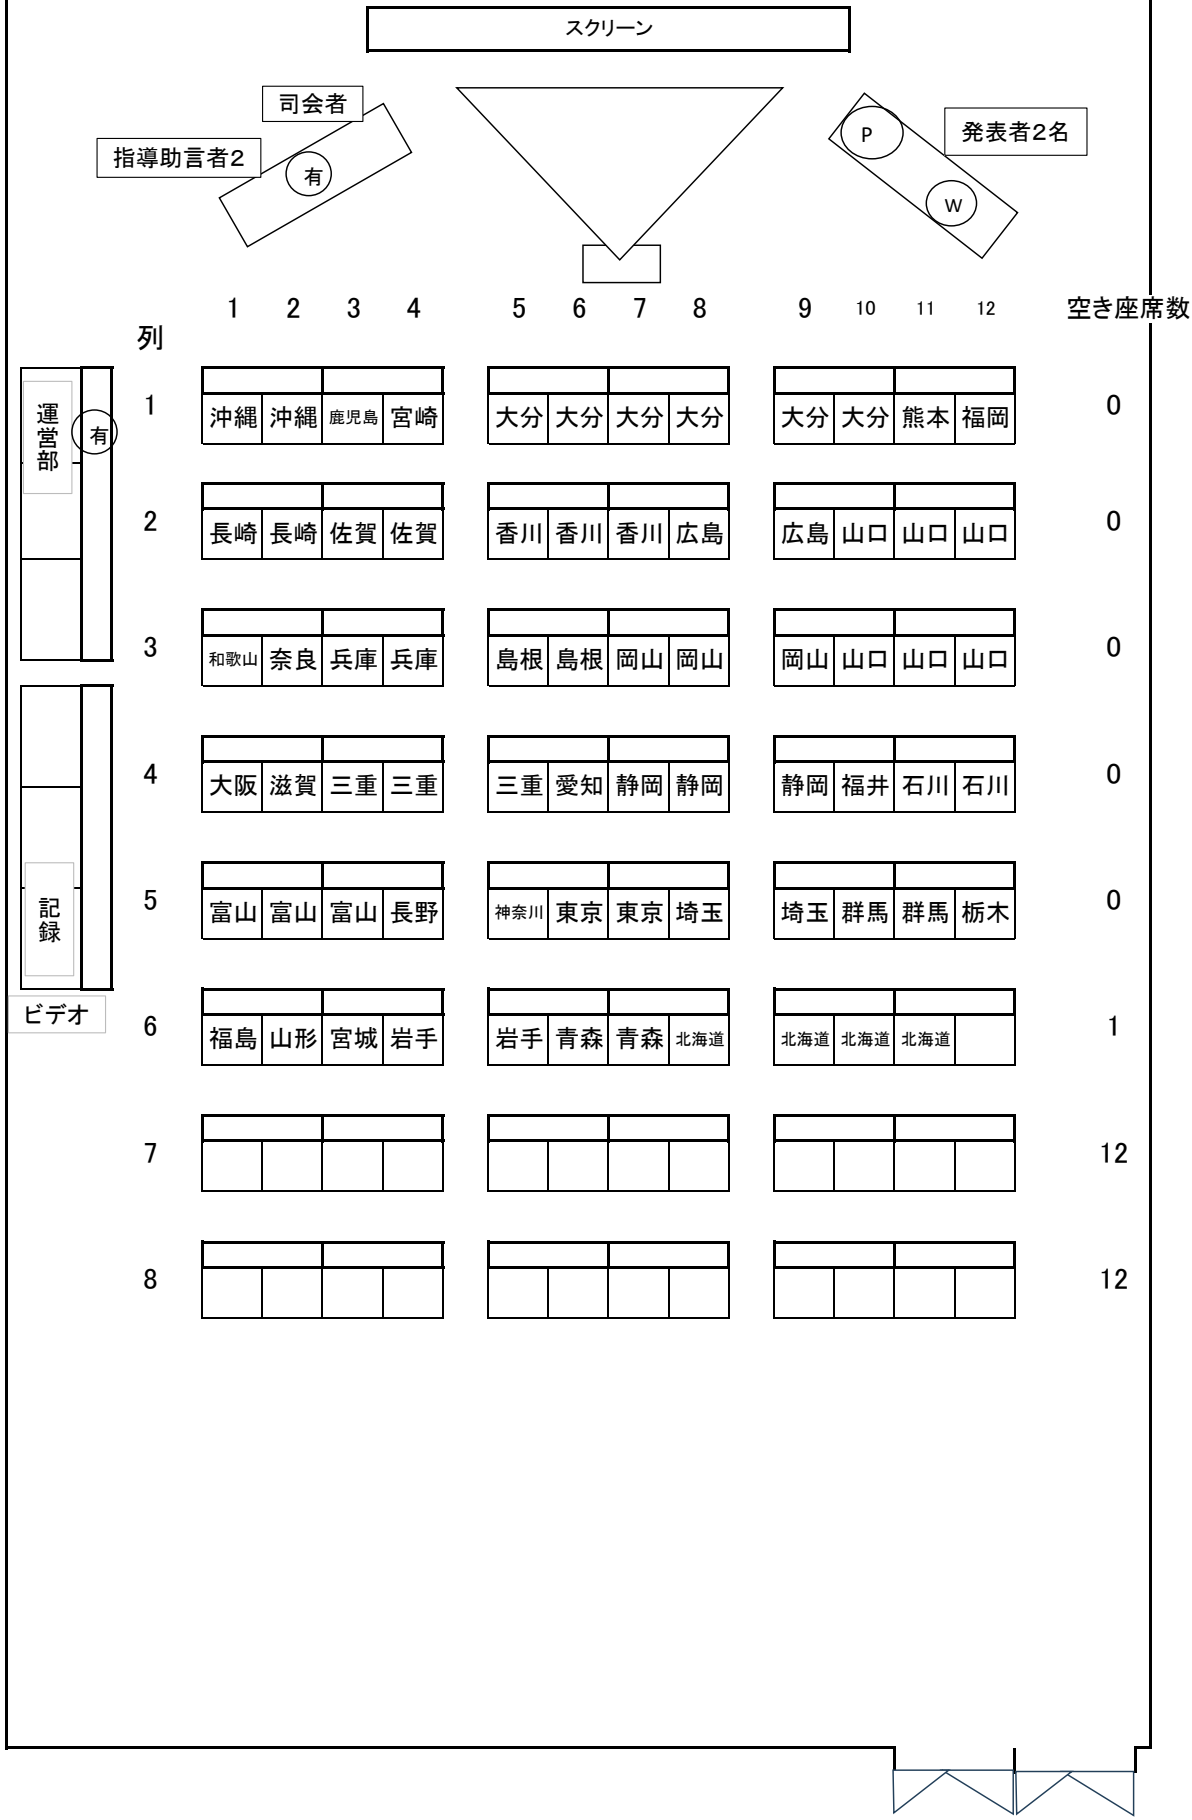 スクリーン
司会者
指導助言者2
有
発表者2名
P
W
1 2 3 4 5 6 7 8 9 10 11 12 空き座席数
列
運営部
有
1 沖縄 沖縄 鹿児島 宮崎 大分 大分 大分 大分 大分 大分 熊本 福岡 0
2 長崎 長崎 佐賀 佐賀 香川 香川 香川 広島 広島 山口 山口 山口 0
3 和歌山 奈良 兵庫 兵庫 島根 島根 岡山 岡山 岡山 山口 山口 山口 0
4 大阪 滋賀 三重 三重 三重 愛知 静岡 静岡 静岡 福井 石川 石川 0
5 富山 富山 富山 長野 神奈川 東京 東京 埼玉 埼玉 群馬 群馬 栃木 0
記録
ビデオ
6 福島 山形 宮城 岩手 岩手 青森 青森 北海道 北海道 北海道 北海道 1
7 12
8 12